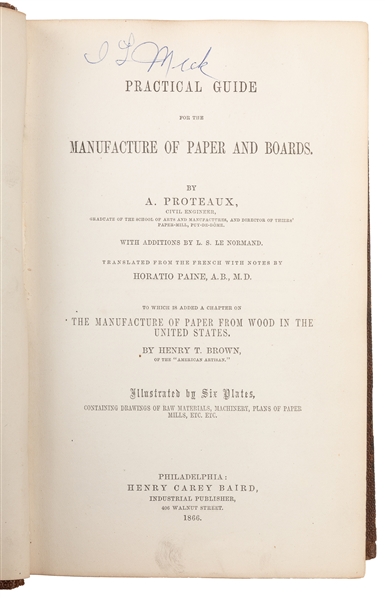 I L Mick
PRACTICAL GUIDE
FOR THE
MANUFACTURE OF PAPER AND BOARDS.
BY
A. PROTEAUX,
CIVIL ENGINEER,
GRADUATE OF THE SCHOOL OF ARTS AND MANUFACTURES, AND DIRECTOR OF THIERS'
PAPER-MILL, PUY-DE-DÔME.
WITH ADDITIONS BY L. S. LE NORMAND.
TRANSLATED FROM THE FRENCH WITH NOTES BY
HORATIO PAINE, A.B., M.D.
TO WHICH IS ADDED A CHAPTER ON
THE MANUFACTURE OF PAPER FROM WOOD IN THE
UNITED STATES.
BY HENRY T. BROWN,
OF THE "AMERICAN ARTISAN."
Illustrated by Six Plates,
CONTAINING DRAWINGS OF RAW MATERIALS, MACHINERY, PLANS OF PAPER
MILLS, ETC. ETC.
PHILADELPHIA:
HENRY CAREY BAIRD,
INDUSTRIAL PUBLISHER,
406 WALNUT STREET.
1866.